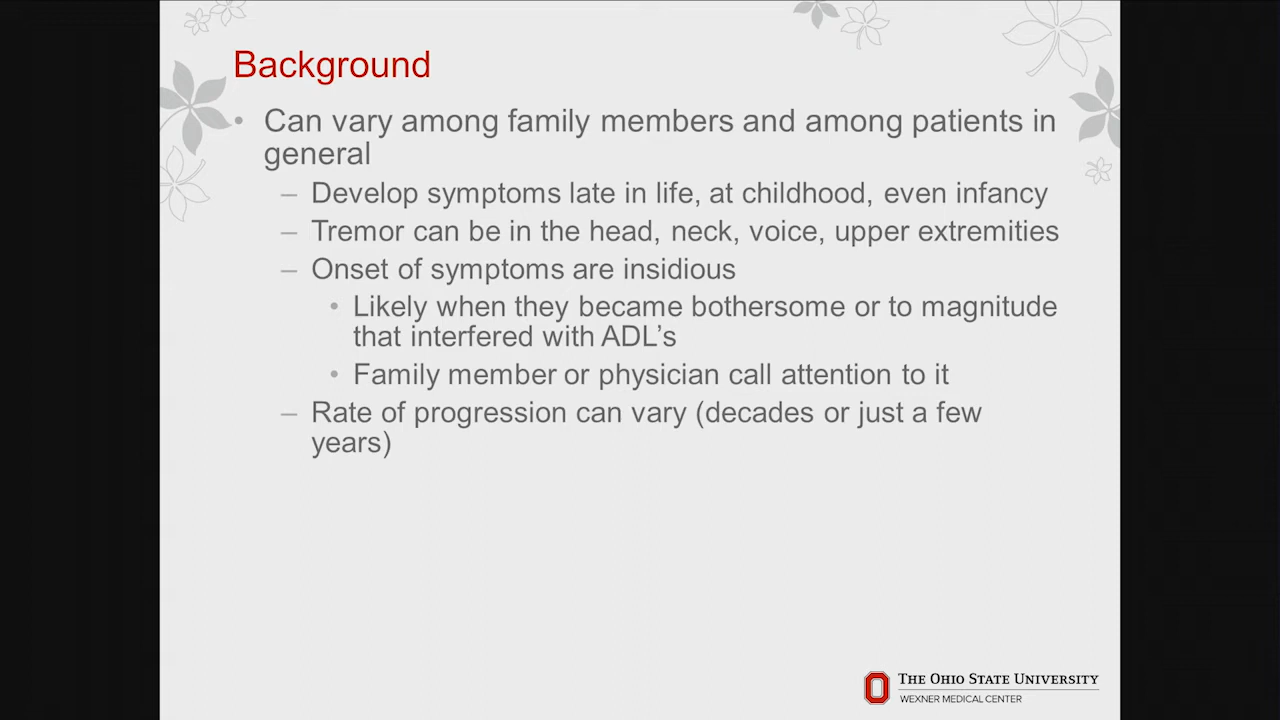 Background
• Can vary among family members and among patients in
general
– Develop symptoms late in life, at childhood, even infancy
– Tremor can be in the head, neck, voice, upper extremities
– Onset of symptoms are insidious
• Likely when they became bothersome or to magnitude
that interfered with ADL’s
• Family member or physician call attention to it
– Rate of progression can vary (decades or just a few
years)
THE OHIO STATE UNIVERSITY
WEXNER MEDICAL CENTER